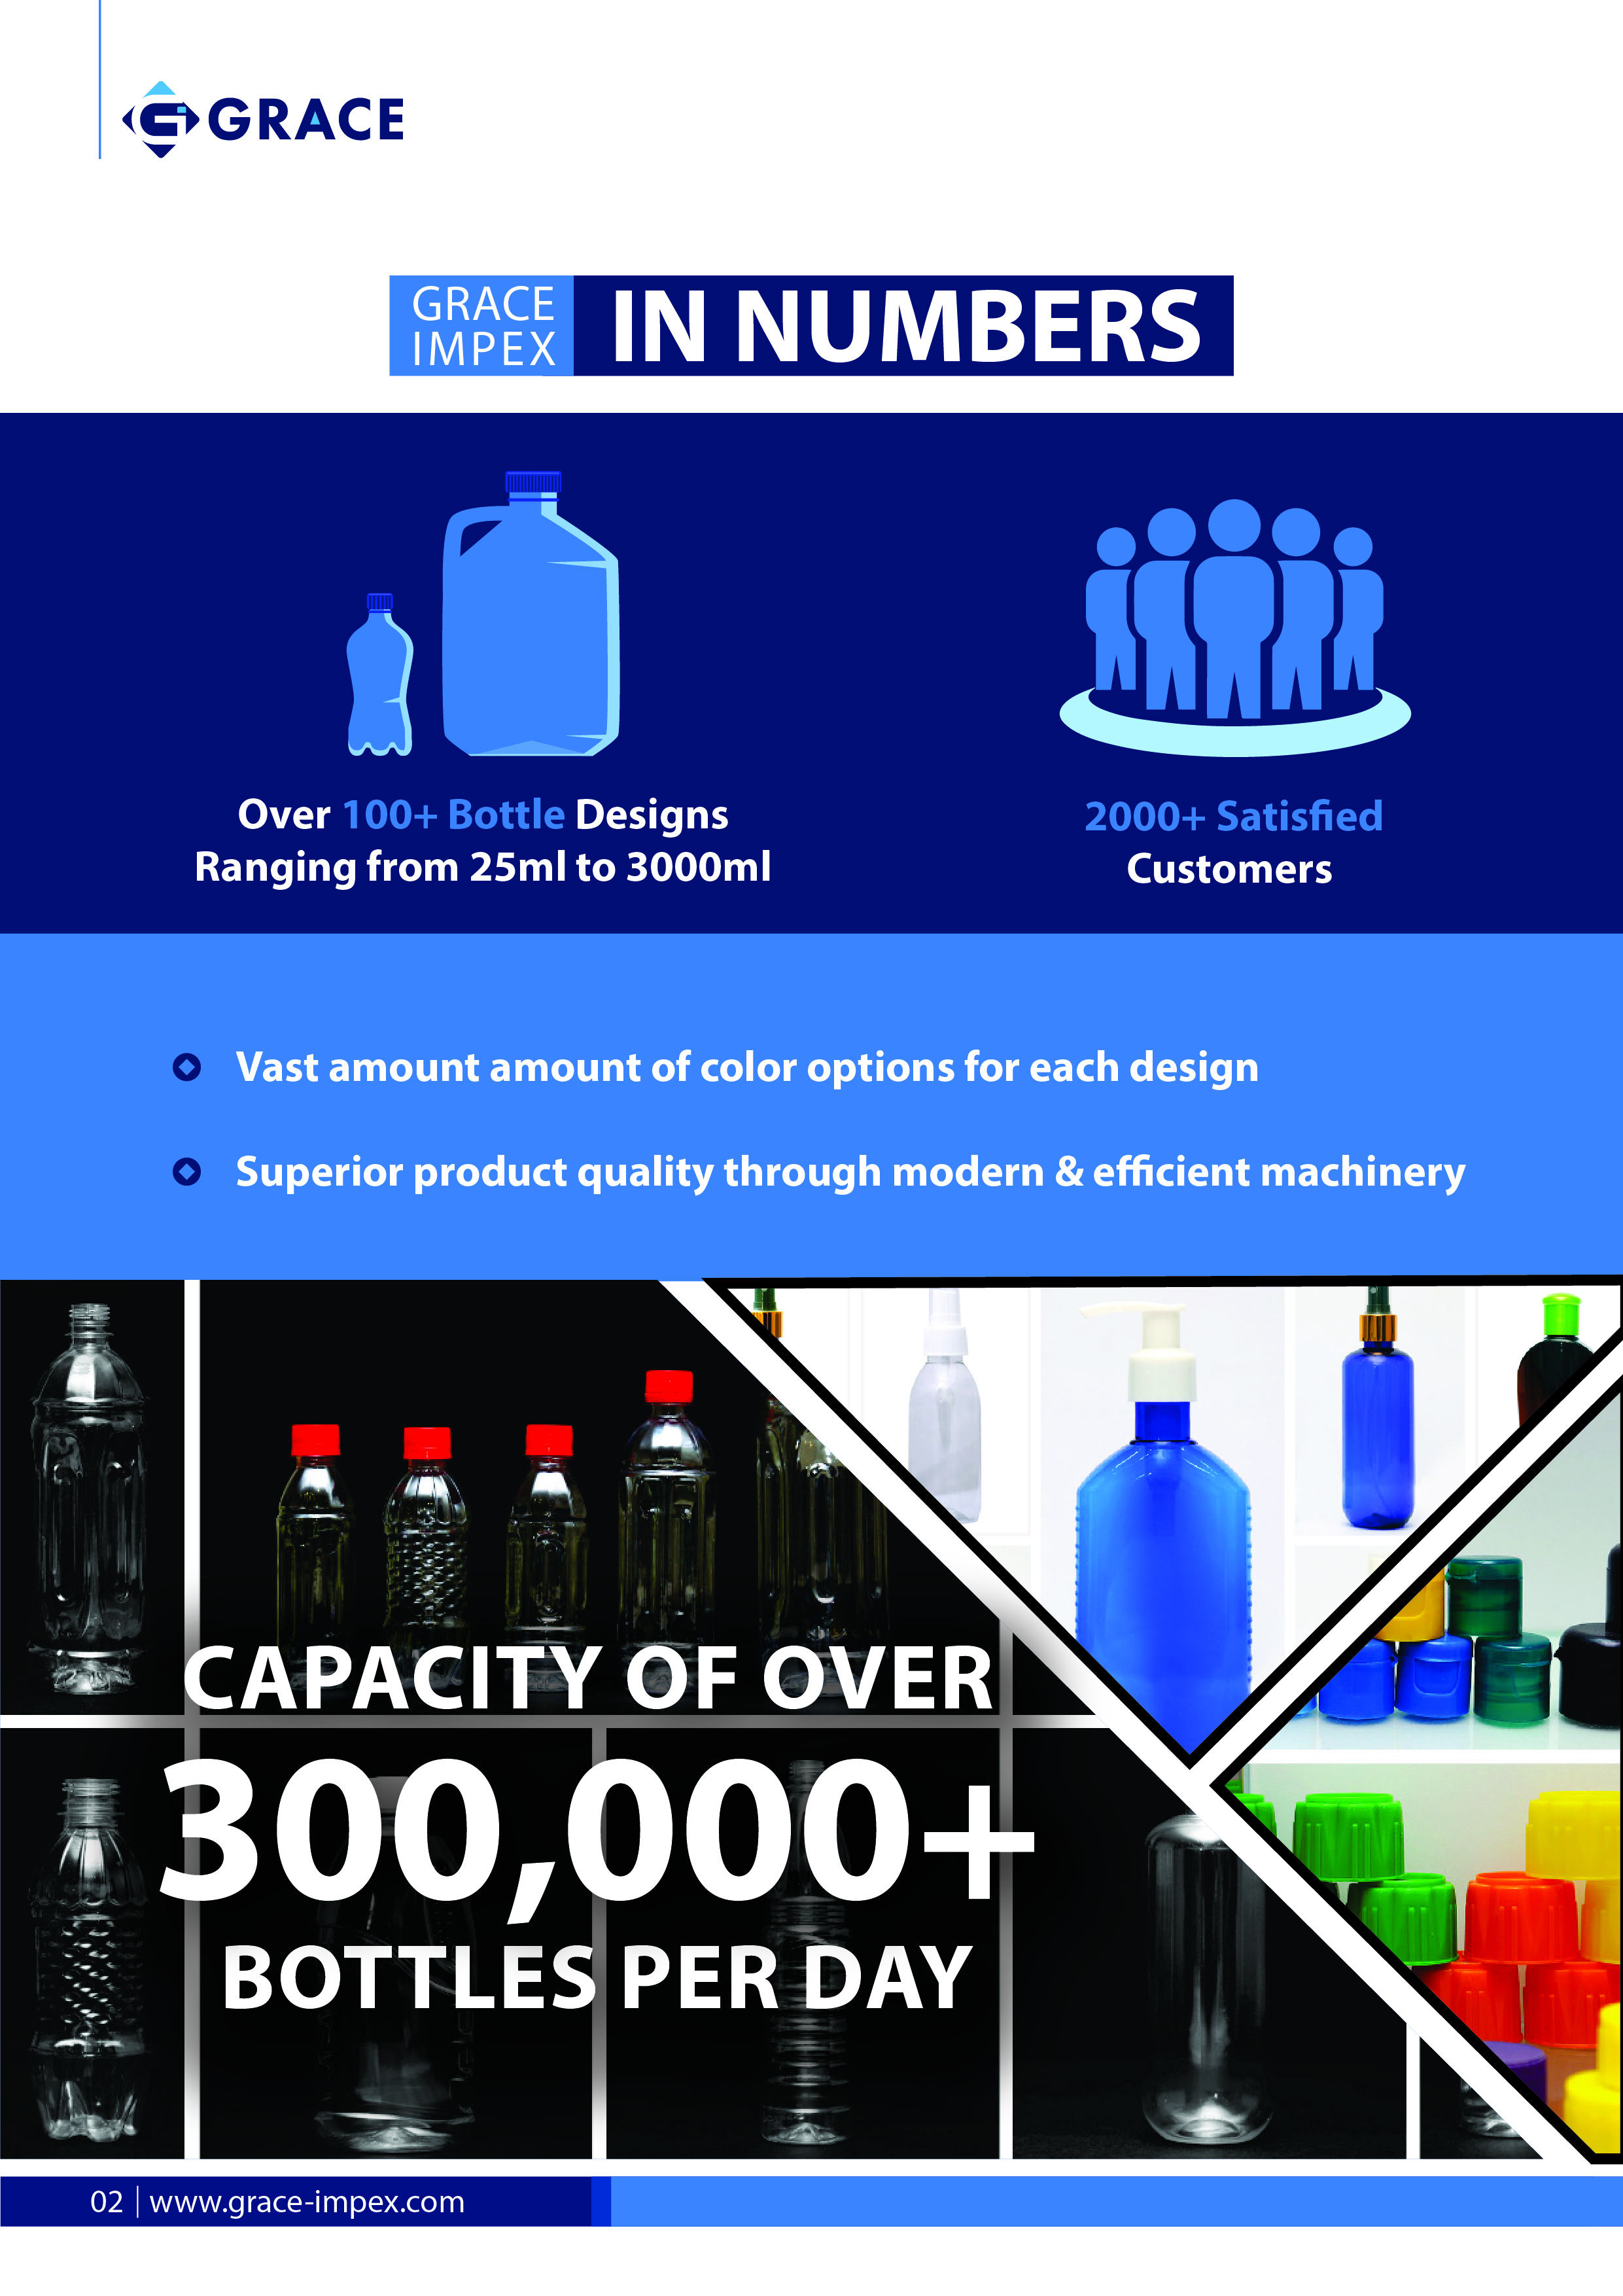 GRACE
GRACE
IMPEX
IN NUMBERS
Over 100+ Bottle Designs
Ranging from 25ml to 3000ml
2000+ Satisfied
Customers
Vast amount amount of color options for each design
Superior product quality through modern & efficient machinery
CAPACITY OF OVER
300,000+
BOTTLES PER DAY
02 | www.grace-impex.com